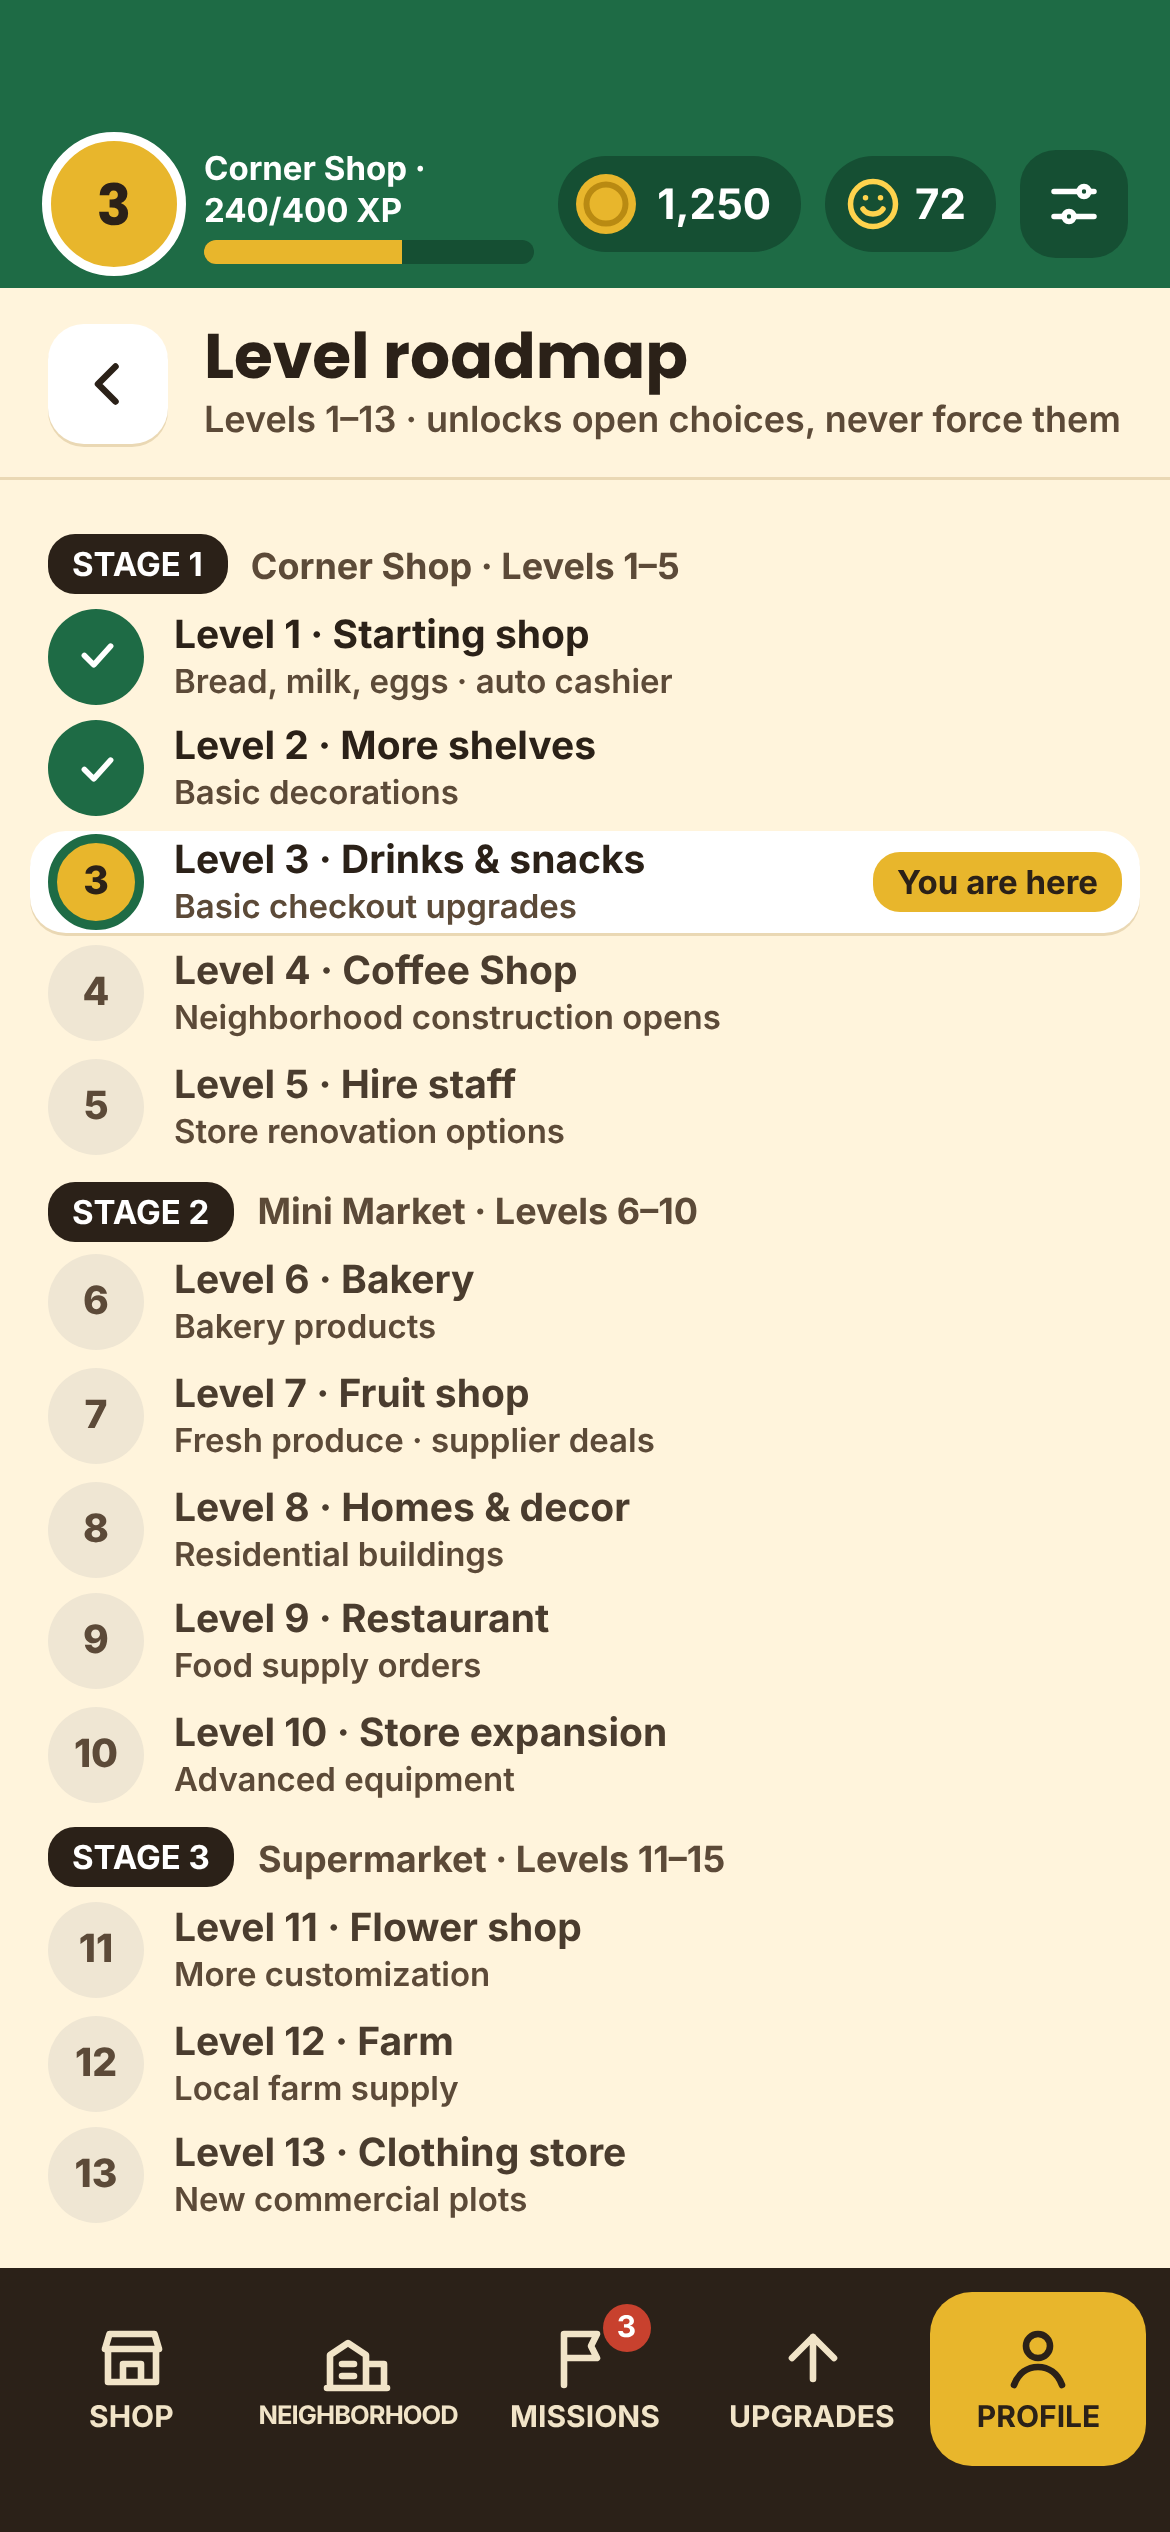 3
Corner Shop ·
240/400 XP
1,250
72
Level roadmap
Levels 1–13 · unlocks open choices, never force them
STAGE 1
Corner Shop · Levels 1–5
Level 1 · Starting shop
Bread, milk, eggs · auto cashier
Level 2 · More shelves
Basic decorations
3
Level 3 · Drinks & snacks
Basic checkout upgrades
You are here
4
Level 4 · Coffee Shop
Neighborhood construction opens
5
Level 5 · Hire staff
Store renovation options
STAGE 2
Mini Market · Levels 6–10
6
Level 6 · Bakery
Bakery products
7
Level 7 · Fruit shop
Fresh produce · supplier deals
8
Level 8 · Homes & decor
Residential buildings
9
Level 9 · Restaurant
Food supply orders
10
Level 10 · Store expansion
Advanced equipment
STAGE 3
Supermarket · Levels 11–15
11
Level 11 · Flower shop
More customization
12
Level 12 · Farm
Local farm supply
13
Level 13 · Clothing store
New commercial plots
SHOP
NEIGHBORHOOD
3
MISSIONS
UPGRADES
PROFILE